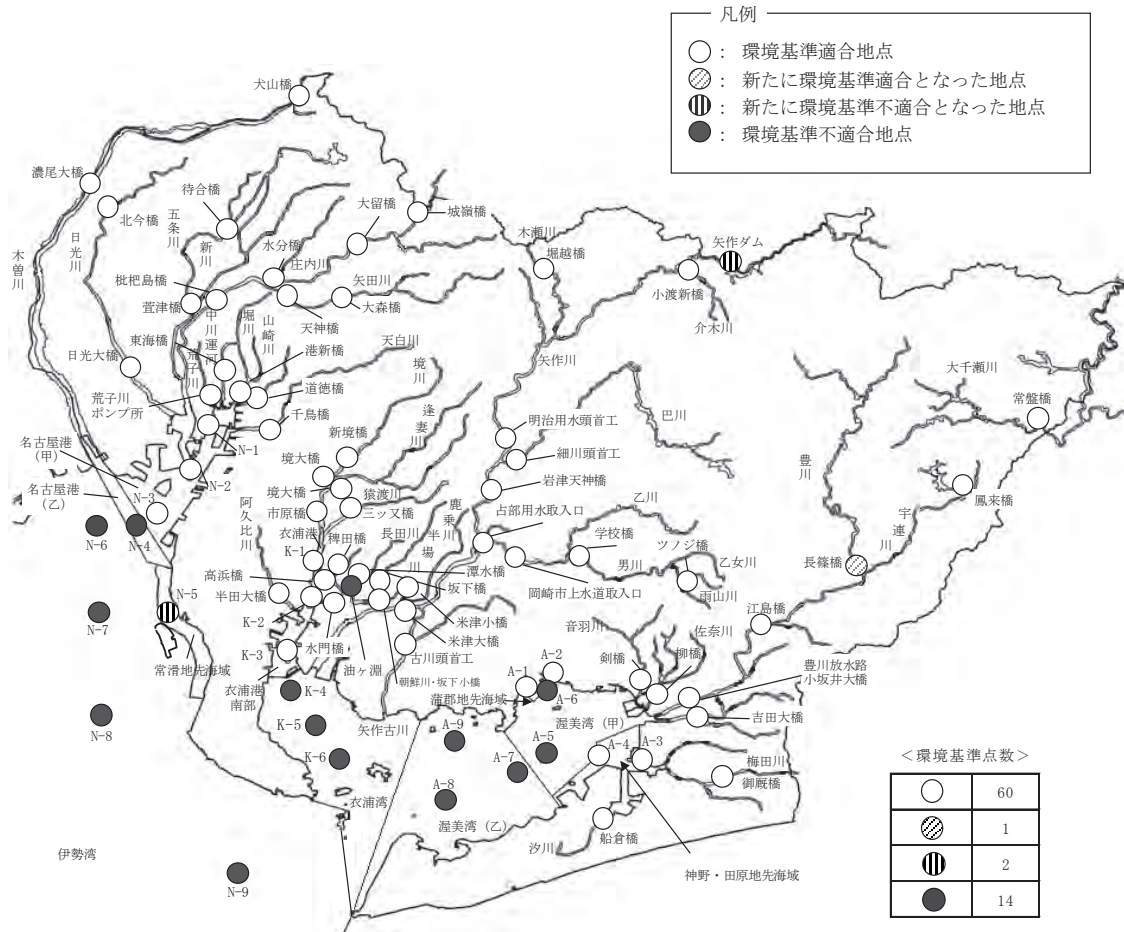 凡例
○ : 環境基準適合地点
: 新たに環境基準適合となった地点
: 新たに環境基準不適合となった地点
● : 環境基準不適合地点
犬山橋
濃尾大橋
北今橋
待合橋
大留橋
城嶺橋
木瀬川
堀越橋
矢作ダム
小渡新橋
介木川
木曽川
日光川
五条川
新川
水分橋
庄内川
矢田川
大森橋
天神橋
枇杷島橋
萱津橋
中川運河
堀川
山崎川
東海橋
荒子川
港新橋
天白川
道徳橋
千鳥橋
日光大橋
荒子川
ポンプ所
境川
逢妻川
矢作川
巴川
大千瀬川
常盤橋
豊川
宇連川
鳳来橋
長篠橋
明治用水頭首工
細川頭首工
岩津天神橋
新境橋
境大橋
境大橋
猿渡川
三ッ又橋
市原橋
名古屋港
(甲)
名古屋港
(乙)
N-1
N-2
N-3
N-4
N-6
N-7
N-5
N-8
N-9
常滑地先海域
阿久比川
衣浦港
K-1
稗田橋
長田川
鹿乗川
半場川
占部用水取入口
乙川
学校橋
ツノジ橋
乙女川
男川
雨山川
岡崎市上水道取入口
高浜橋
半田大橋
K-2
K-3
水門橋
油ヶ淵
潭水橋
坂下橋
米津小橋
米津大橋
古川頭首工
朝鮮川・坂下小橋
衣浦港
南部
K-4
K-5
K-6
矢作古川
衣浦湾
音羽川
佐奈川
剣橋
柳橋
江島橋
豊川放水路
小坂井大橋
吉田大橋
A-1
A-2
蒲郡地先海域
A-6
渥美湾(甲)
A-9
A-5
A-7
A-8
A-4
A-3
渥美湾(乙)
梅田川
御厩橋
船倉橋
汐川
神野・田原地先海域
伊勢湾
<環境基準点数>
○ 60
1
2
● 14